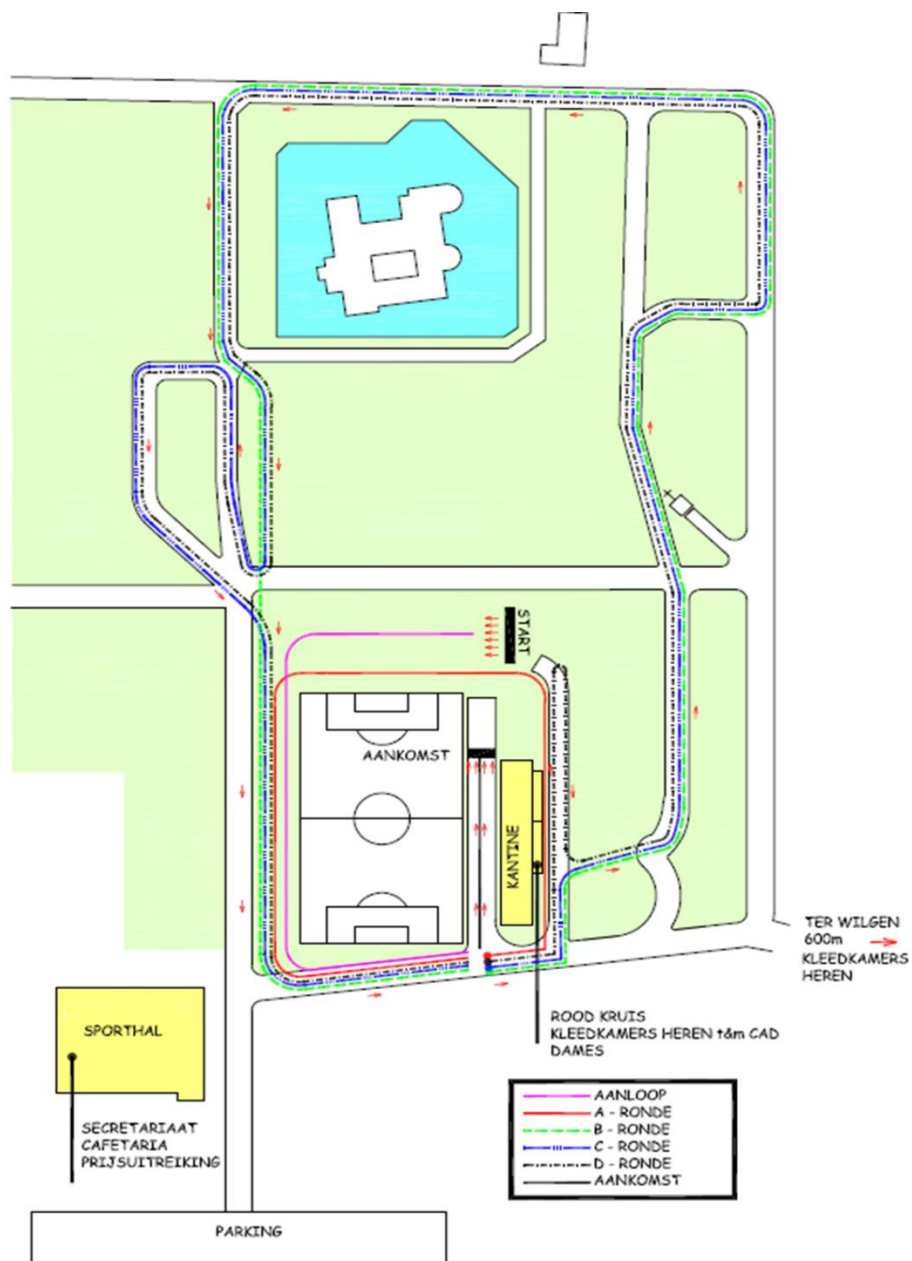 START
AANKOMST
KANTINE
TER WILGEN
600m
KLEEDKAMERS
HEREN
ROOD KRUIS
KLEEDKAMERS HEREN t&m CAD
DAMES
SPORTHAL
SECRETARIAAT
CAFETARIA
PRIJSUITREIKING
AANLOOP
A - RONDE
B - RONDE
C - RONDE
D - RONDE
AANKOMST
PARKING